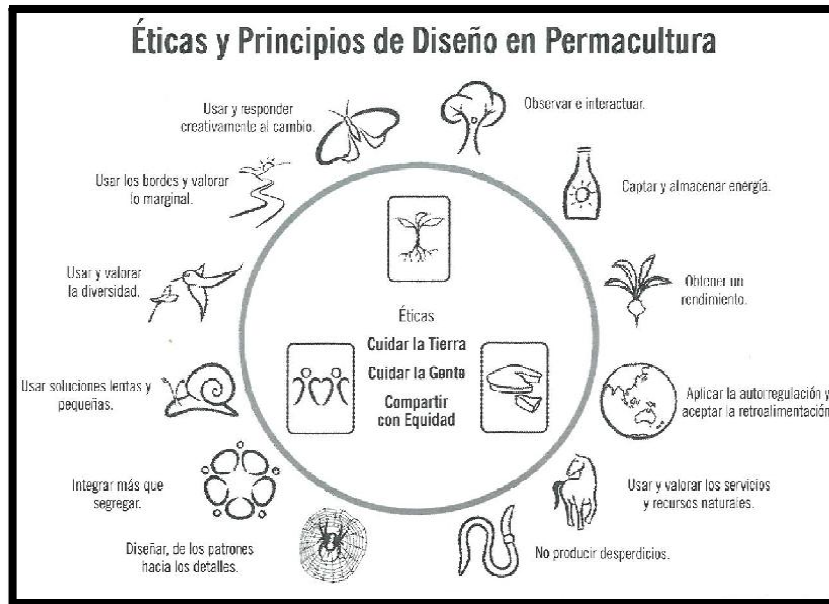 Éticas y Principios de Diseño en Permacultura
Observar e interactuar.
Captar y almacenar energía.
Obtener un
rendimiento.
Aplicar la autorregulación y
aceptar la retroalimentación
Usar y valorar los servicios
y recursos naturales.
No producir desperdicios.
Diseñar, de los patrones
hacia los detalles.
Integrar más que
segregar.
Usar soluciones lentas y
pequeñas.
Usar y valorar
la diversidad.
Usar los bordes y valorar
lo marginal.
Usar y responder
creativamente al cambio.
Éticas
Cuidar la Tierra
Cuidar la Gente
Compartir
con Equidad